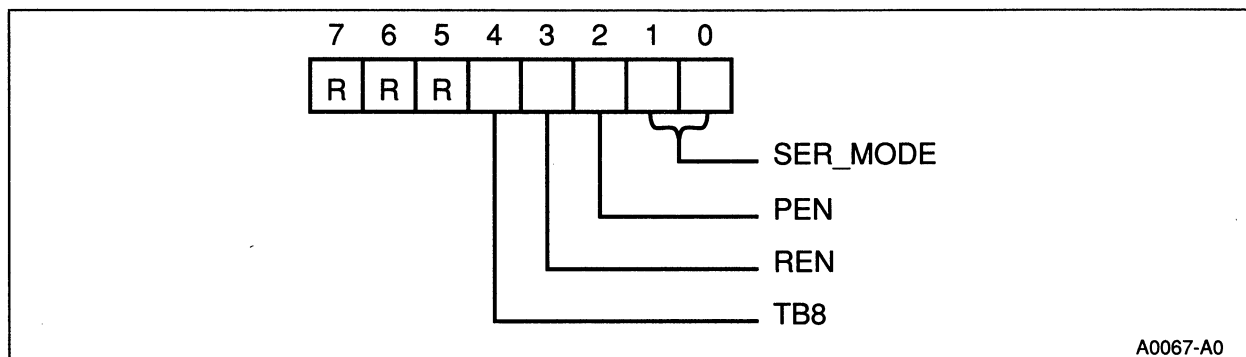 7 6 5 4 3 2 1 0
R R R
SER_MODE
PEN
REN
TB8
A0067-A0